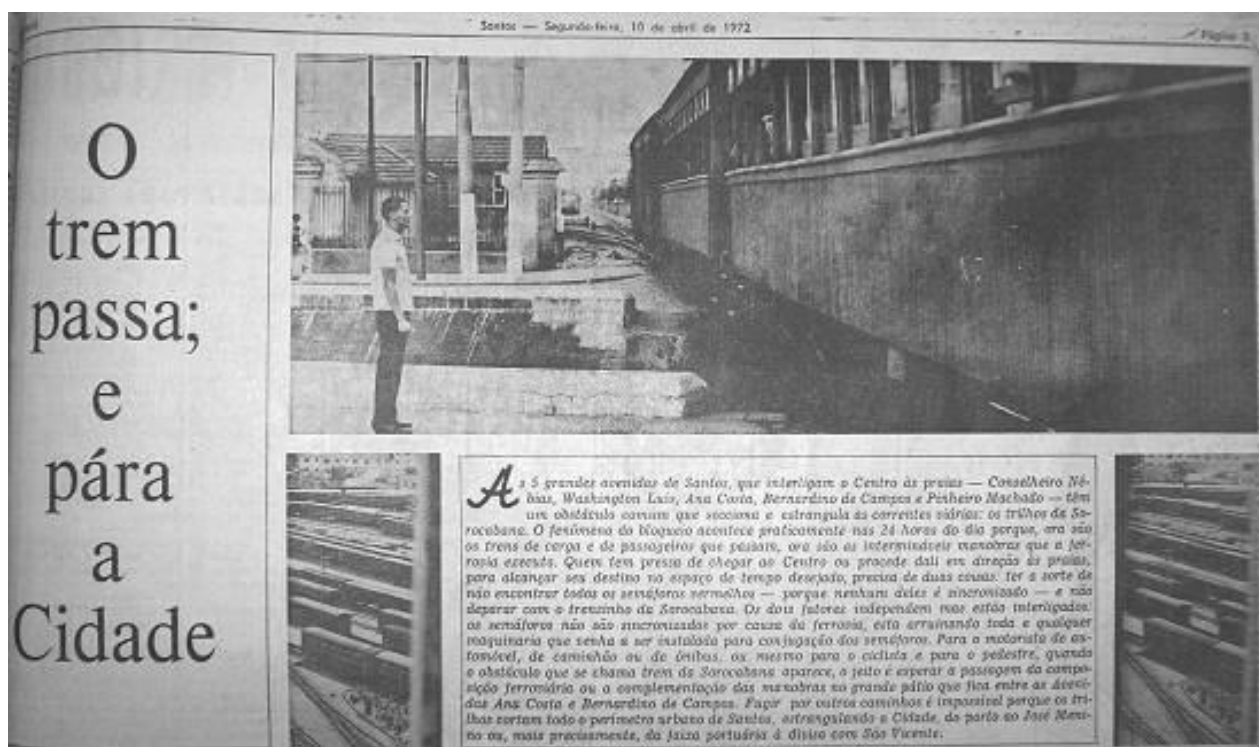 Santos — Segunda-feira, 10 de abril de 1972
Página 5
O
trem
passa;
e
pára
a
Cidade
As 5 grandes avenidas de Santos, que interligam o Centro às praias — Conselheiro Né-
bias, Washington Luís, Ana Costa, Bernardino de Campos e Pinheiro Machado — têm
um obstáculo comum que secciona e estrangula as correntes viárias: os trilhos da So-
rocabana. O fenômeno do bloqueio acontece praticamente nas 24 horas do dia porque, ora são
os trens de carga e de passageiros que passam, ora são as intermináveis manobras que a fer-
rovia executa. Quem tem pressa de chegar ao Centro ou procede dali em direção às praias,
para alcançar seu destino no espaço de tempo desejado, precisa de duas coisas: ter a sorte de
não encontrar todos os semáforos vermelhos — porque nenhum deles é sincronizado — e não
deparar com o trenzinho da Sorocabana. Os dois fatores independem mas estão interligados:
os semáforos não são sincronizados por causa da ferrovia, esta arruinando toda e qualquer
maquinaria que venha a ser instalada para conjugação dos semáforos. Para o motorista de au-
tomóvel, de caminhão ou de ônibus, ou mesmo para o ciclista e para o pedestre, quando
o obstáculo que se chama trem da Sorocabana aparece, o jeito é esperar a passagem da compo-
sição ferroviária ou a complementação das manobras no grande pátio que fica entre as Aveni-
das Ana Costa e Bernardino de Campos. Fugir por outros caminhos é impossível porque os tri-
lhos cortam todo o perímetro urbano de Santos, estrangulando a Cidade, do porto ao José Meni-
no ou, mais precisamente, da faixa portuária à divisa com São Vicente.